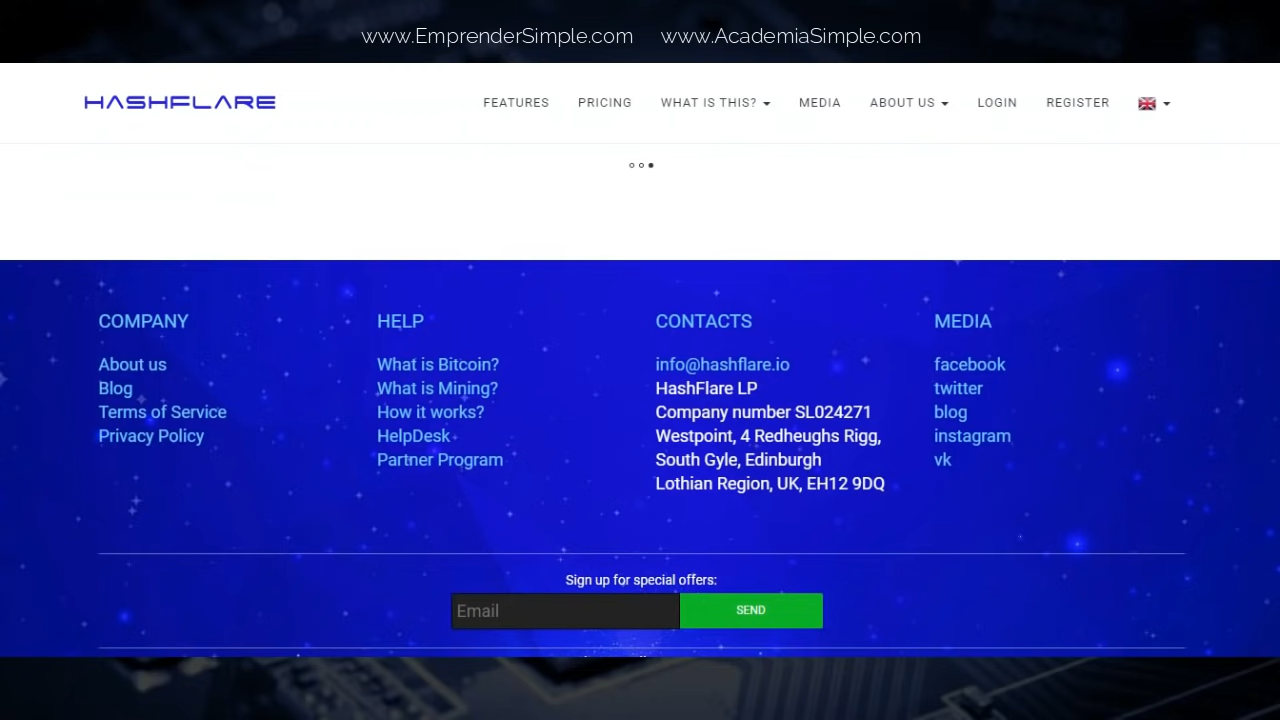 www.EmprenderSimple.com www.AcademiaSimple.com
HASHFLARE FEATURES PRICING WHAT IS THIS? MEDIA ABOUT US LOGIN REGISTER
COMPANY
About us
Blog
Terms of Service
Privacy Policy
HELP
What is Bitcoin?
What is Mining?
How it works?
HelpDesk
Partner Program
CONTACTS
info@hashflare.io
HashFlare LP
Company number SL024271
Westpoint, 4 Redheughs Rigg,
South Gyle, Edinburgh
Lothian Region, UK, EH12 9DQ
MEDIA
facebook
twitter
blog
instagram
vk
Sign up for special offers:
Email SEND